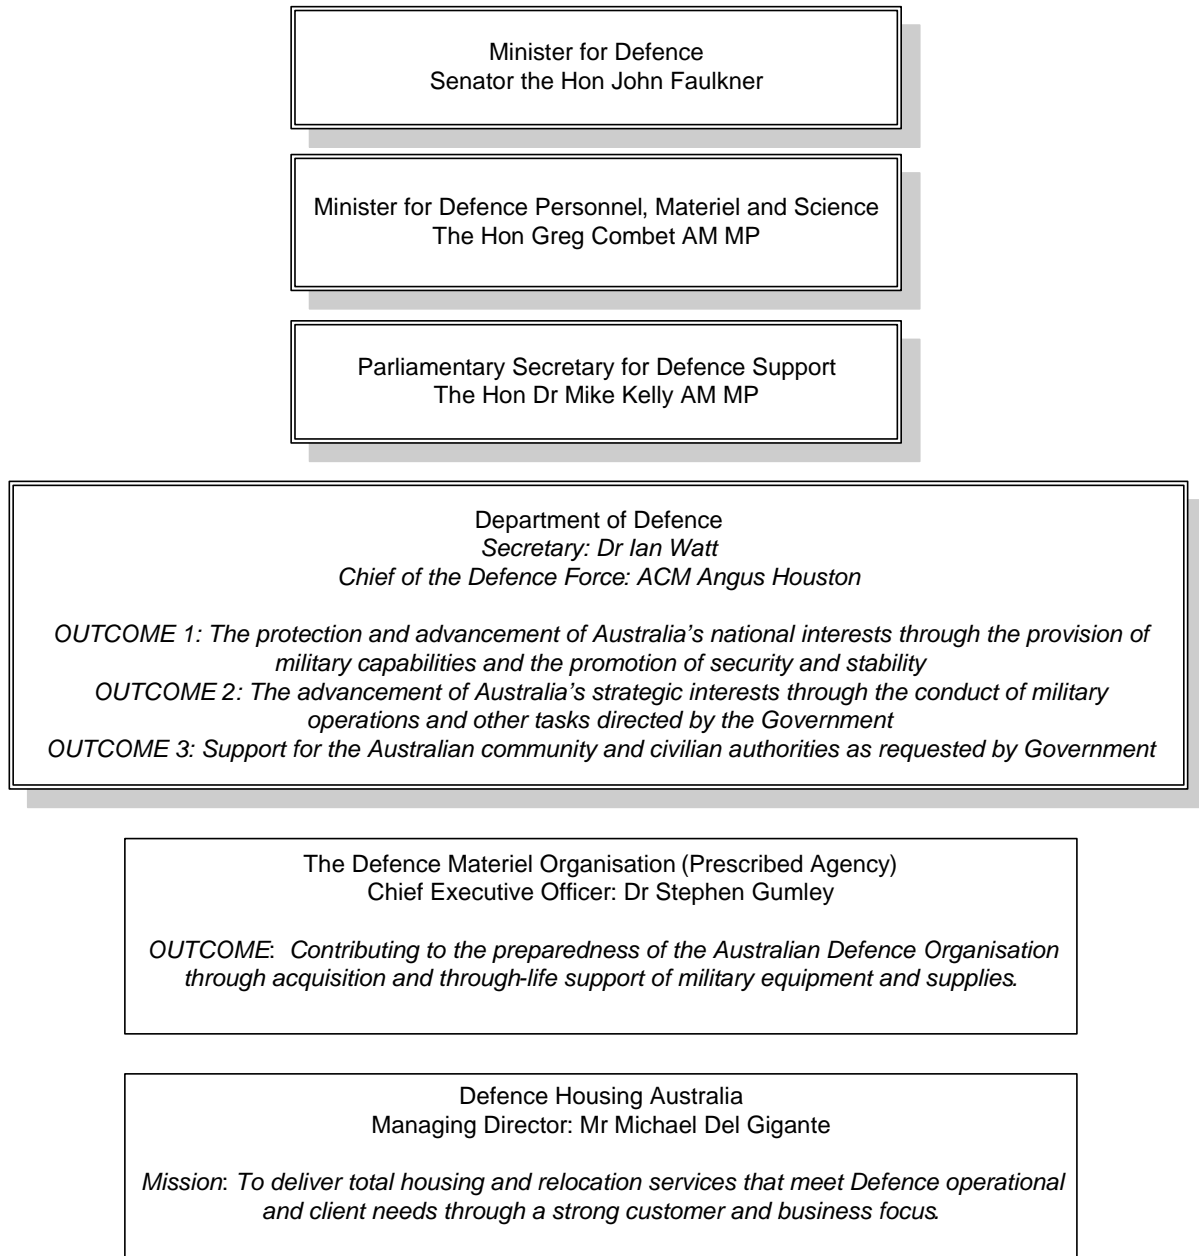 Minister for Defence
Senator the Hon John Faulkner
Minister for Defence Personnel, Materiel and Science
The Hon Greg Combet AM MP
Parliamentary Secretary for Defence Support
The Hon Dr Mike Kelly AM MP
Department of Defence
Secretary: Dr Ian Watt
Chief of the Defence Force: ACM Angus Houston
OUTCOME 1: The protection and advancement of Australia's national interests through the provision of
military capabilities and the promotion of security and stability
OUTCOME 2: The advancement of Australia's strategic interests through the conduct of military
operations and other tasks directed by the Government
OUTCOME 3: Support for the Australian community and civilian authorities as requested by Government
The Defence Materiel Organisation (Prescribed Agency)
Chief Executive Officer: Dr Stephen Gumley
OUTCOME: Contributing to the preparedness of the Australian Defence Organisation
through acquisition and through-life support of military equipment and supplies.
Defence Housing Australia
Managing Director: Mr Michael Del Gigante
Mission: To deliver total housing and relocation services that meet Defence operational
and client needs through a strong customer and business focus.